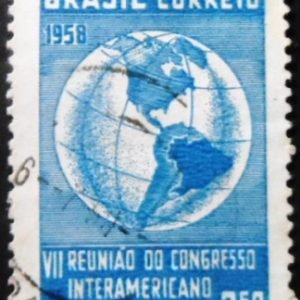 BRASIL CORREIO
1958
VII REUNIÃO DO CONGRESSO
INTERAMERICANO